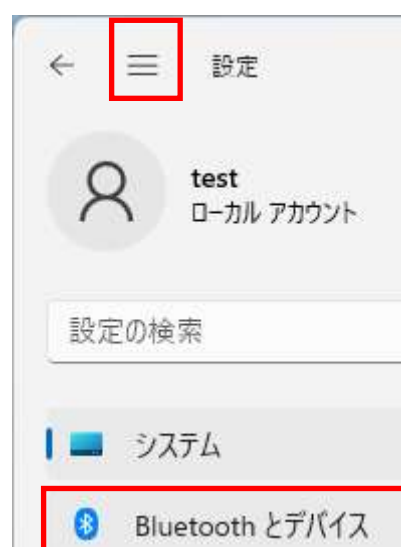 設定
test
ローカル アカウント
設定の検索
システム
Bluetooth とデバイス